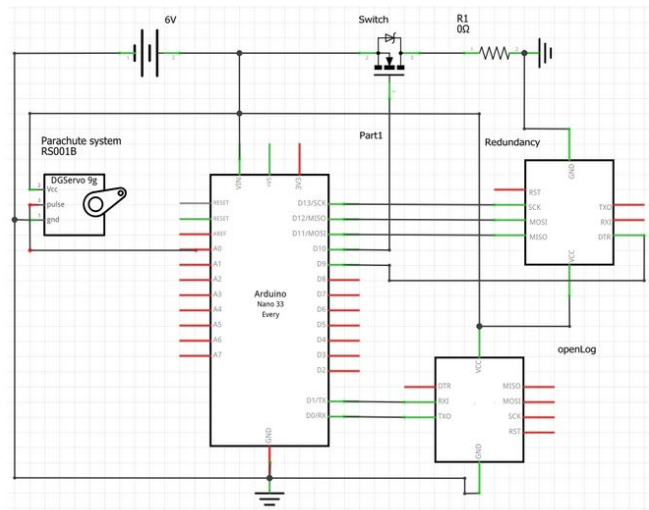 6V
Switch
R1
0Ω
Part1
Parachute system
RS001B
DGServo 9g
Vcc
pulse
gnd
Redundancy
GND
RST
SCK
MOSI
MISO
TXO
RXI
DTR
VCC
VIN
+5V
3V3
RESET
RESET
AREF
A0
A1
A2
A3
A4
A5
A6
A7
D13/SCK
D12/MISO
D11/MOSI
D10
D9
D8
D7
D6
D5
D4
D3
D2
D1/TX
D0/RX
Arduino
Nano 33
Every
GND
openLog
VCC
DTR
RXI
TXO
MISO
MOSI
SCK
RST
GND